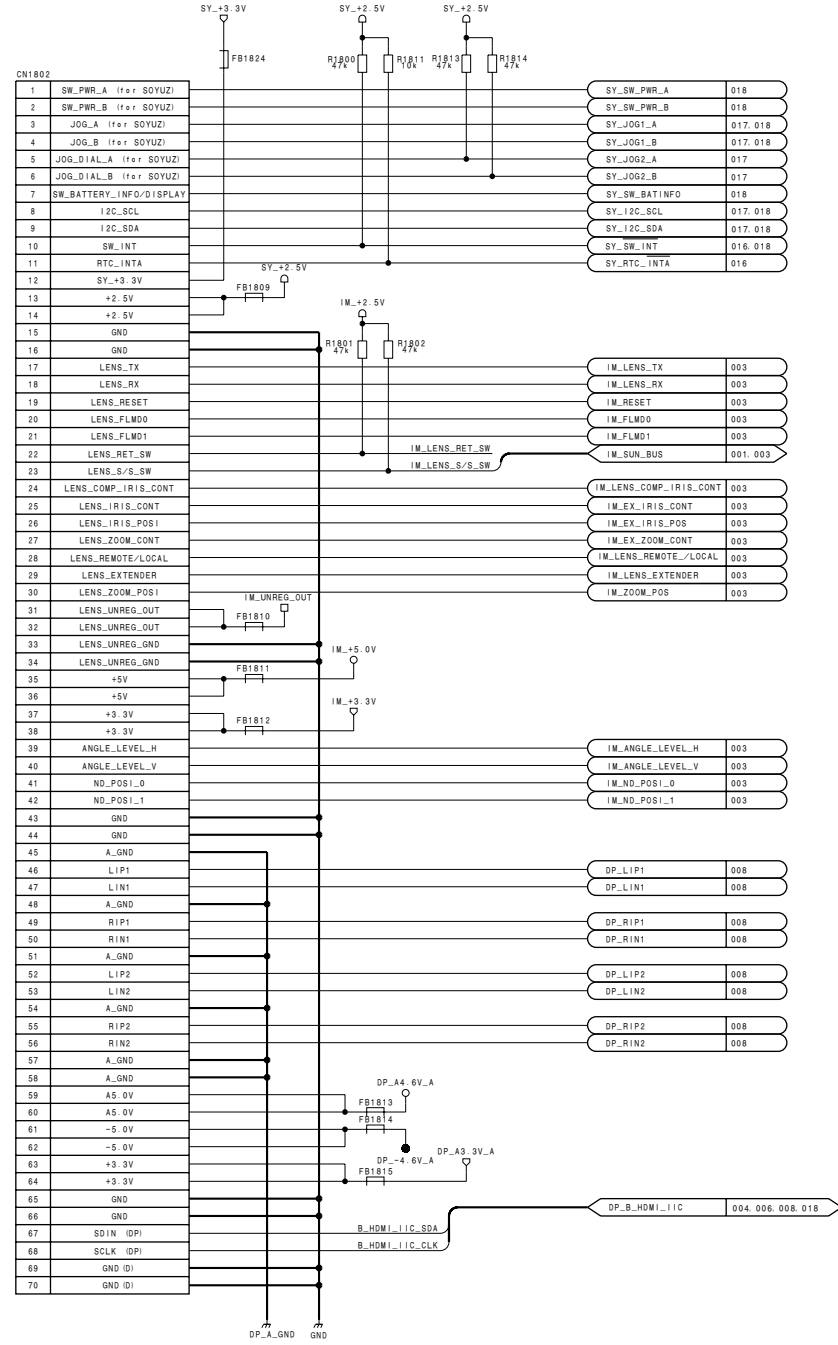 SY_+3.3V SY_+2.5V SY_+2.5V
FB1824 R1800 47k R1811 10k R1813 47k R1814 47k
CN1802
1 SW_PWR_A (for SOYUZ) SY_SW_PWR_A 018
2 SW_PWR_B (for SOYUZ) SY_SW_PWR_B 018
3 JOG_A (for SOYUZ) SY_JOG1_A 017.018
4 JOG_B (for SOYUZ) SY_JOG1_B 017.018
5 JOG_DIAL_A (for SOYUZ) SY_JOG2_A 017
6 JOG_DIAL_B (for SOYUZ) SY_JOG2_B 017
7 SW_BATTERY_INFO/DISPLAY SY_SW_BATINFO 018
8 I2C_SCL SY_I2C_SCL 017.018
9 I2C_SDA SY_I2C_SDA 017.018
10 SW_INT SY_SW_INT 016.018
11 RTC_INTA SY_RTC_INTA 016
12 SY_+3.3V SY_+2.5V
13 +2.5V FB1809
14 +2.5V IM_+2.5V
15 GND
16 GND R1801 47k R1802 47k
17 LENS_TX IM_LENS_TX 003
18 LENS_RX IM_LENS_RX 003
19 LENS_RESET IM_RESET 003
20 LENS_FLMD0 IM_FLMD0 003
21 LENS_FLMD1 IM_FLMD1 003
22 LENS_RET_SW IM_LENS_RET_SW IM_SUN_BUS 001.003
23 LENS_S/S_SW IM_LENS_S/S_SW
24 LENS_COMP_IRIS_CONT IM_LENS_COMP_IRIS_CONT 003
25 LENS_IRIS_CONT IM_EX_IRIS_CONT 003
26 LENS_IRIS_POSI IM_EX_IRIS_POS 003
27 LENS_ZOOM_CONT IM_EX_ZOOM_CONT 003
28 LENS_REMOTE/LOCAL IM_LENS_REMOTE_/LOCAL 003
29 LENS_EXTENDER IM_LENS_EXTENDER 003
30 LENS_ZOOM_POSI IM_ZOOM_POS 003
31 LENS_UNREG_OUT IM_UNREG_OUT
32 LENS_UNREG_OUT FB1810
33 LENS_UNREG_GND
34 LENS_UNREG_GND IM_+5.0V
35 +5V FB1811
36 +5V
37 +3.3V IM_+3.3V
38 +3.3V FB1812
39 ANGLE_LEVEL_H IM_ANGLE_LEVEL_H 003
40 ANGLE_LEVEL_V IM_ANGLE_LEVEL_V 003
41 ND_POSI_0 IM_ND_POSI_0 003
42 ND_POSI_1 IM_ND_POSI_1 003
43 GND
44 GND
45 A_GND
46 LIP1 DP_LIP1 008
47 LIN1 DP_LIN1 008
48 A_GND
49 RIP1 DP_RIP1 008
50 RIN1 DP_RIN1 008
51 A_GND
52 LIP2 DP_LIP2 008
53 LIN2 DP_LIN2 008
54 A_GND
55 RIP2 DP_RIP2 008
56 RIN2 DP_RIN2 008
57 A_GND
58 A_GND DP_A4.6V_A
59 A5.0V
60 A5.0V FB1813
61 -5.0V FB1814
62 -5.0V DP_-4.6V_A DP_A3.3V_A
63 +3.3V
64 +3.3V FB1815
65 GND DP_B_HDMI_IIC 004.006.008.018
66 GND
67 SDIN (DP) B_HDMI_IIC_SDA
68 SCLK (DP) B_HDMI_IIC_CLK
69 GND(D)
70 GND(D)
DP_A_GND GND